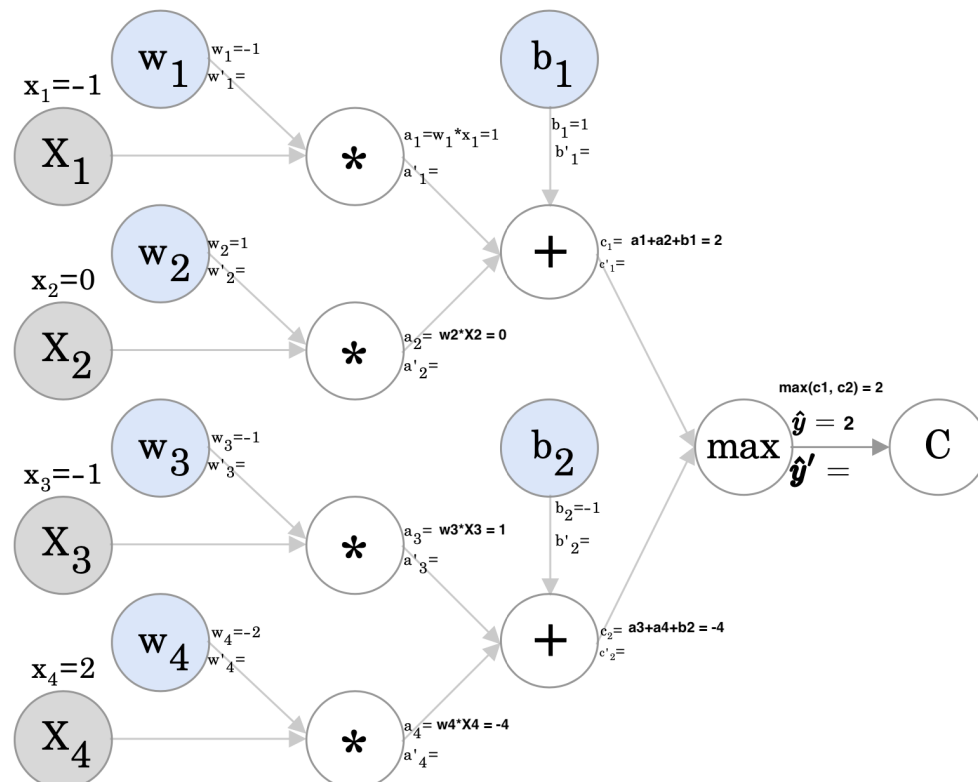 w₁
w₁=-1
w'₁=
x₁=-1
X₁
*
a₁=w₁*x₁=1
a'₁=
b₁
b₁=1
b'₁=
w₂
w₂=1
w'₂=
x₂=0
X₂
*
a₂= w2*X2 = 0
a'₂=
+
c₁= a1+a2+b1 = 2
c'₁=
w₃
w₃=-1
w'₃=
x₃=-1
X₃
*
a₃= w3*X3 = 1
a'₃=
b₂
b₂=-1
b'₂=
w₄
w₄=-2
w'₄=
x₄=2
X₄
*
a₄= w4*X4 = -4
a'₄=
+
c₂= a3+a4+b2 = -4
c'₂=
max
max(c1, c2) = 2
ŷ = 2
ŷ' =
C